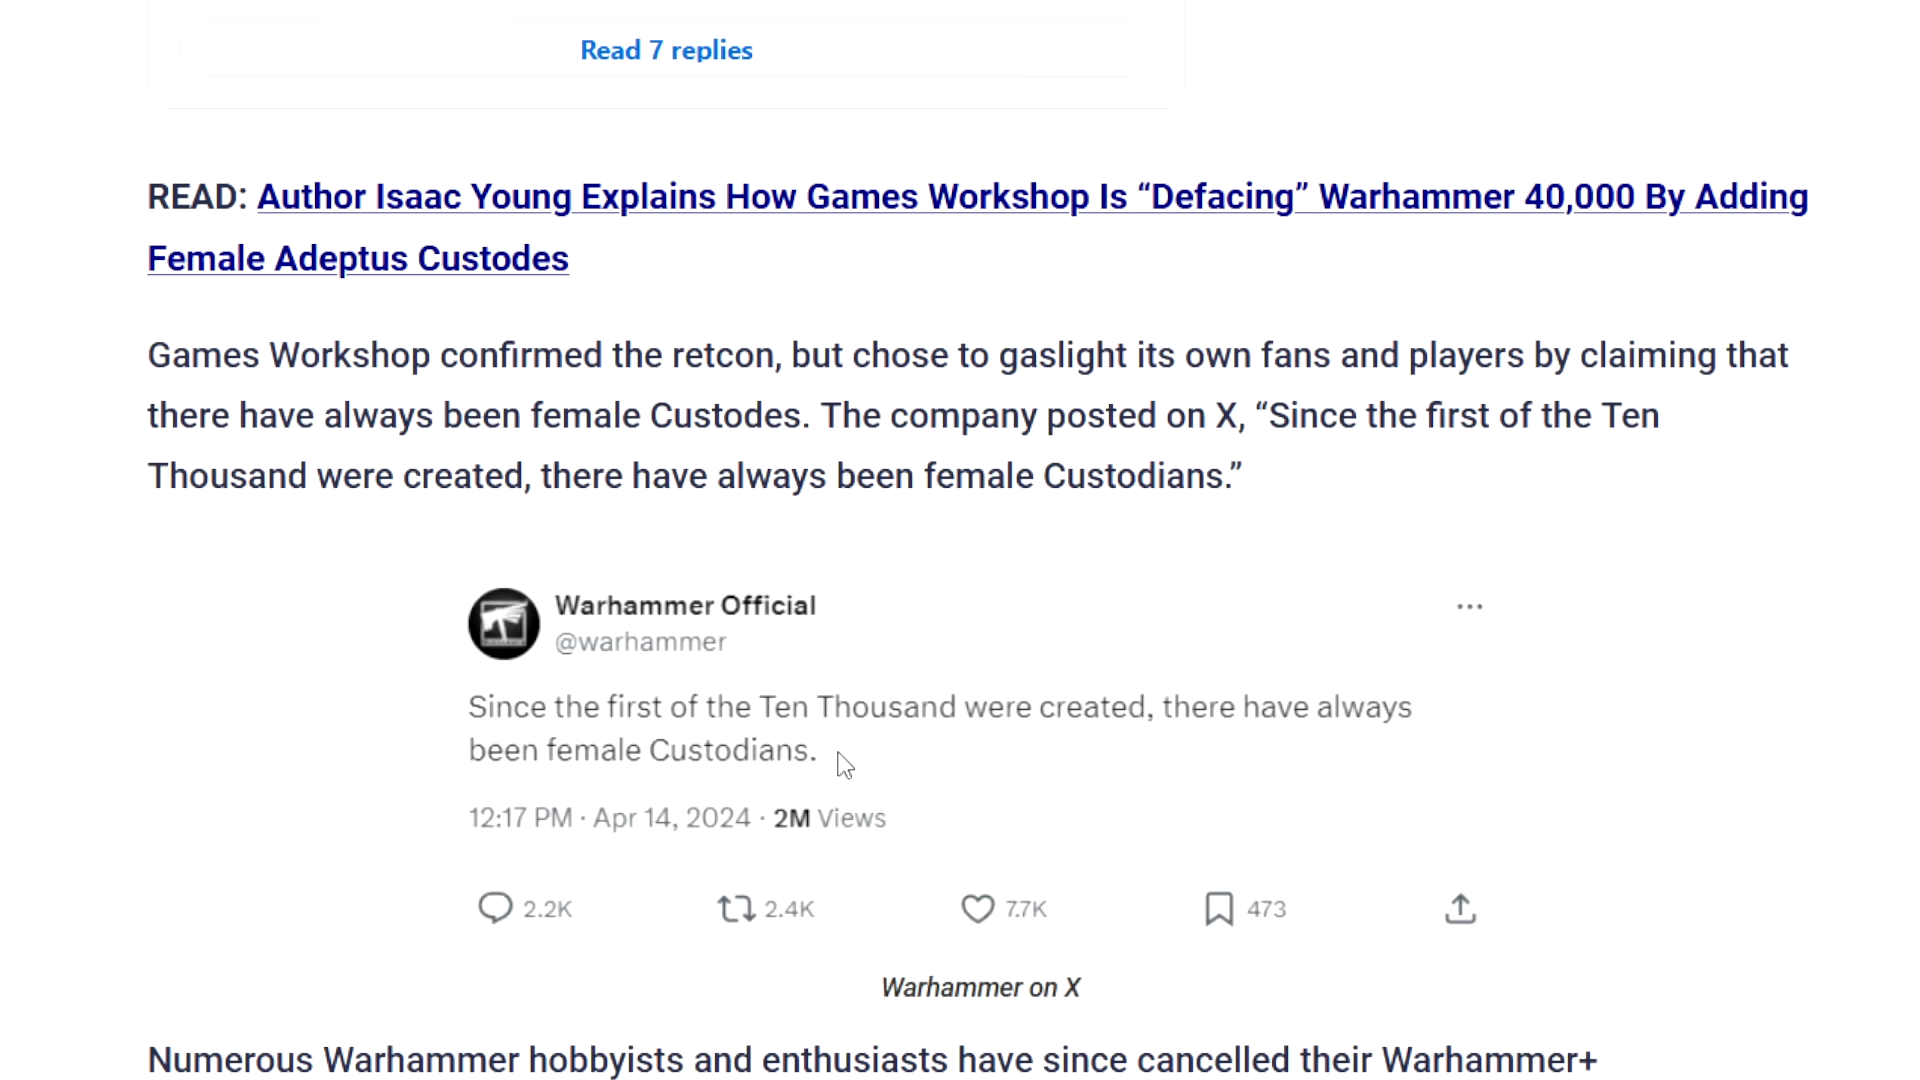 Read 7 replies
READ: Author Isaac Young Explains How Games Workshop Is “Defacing” Warhammer 40,000 By Adding
Female Adeptus Custodes
Games Workshop confirmed the retcon, but chose to gaslight its own fans and players by claiming that
there have always been female Custodes. The company posted on X, “Since the first of the Ten
Thousand were created, there have always been female Custodians.”
Warhammer Official
@warhammer
Since the first of the Ten Thousand were created, there have always
been female Custodians.
12:17 PM · Apr 14, 2024 · 2M Views
2.2K 2.4K 7.7K 473
Warhammer on X
Numerous Warhammer hobbyists and enthusiasts have since cancelled their Warhammer+